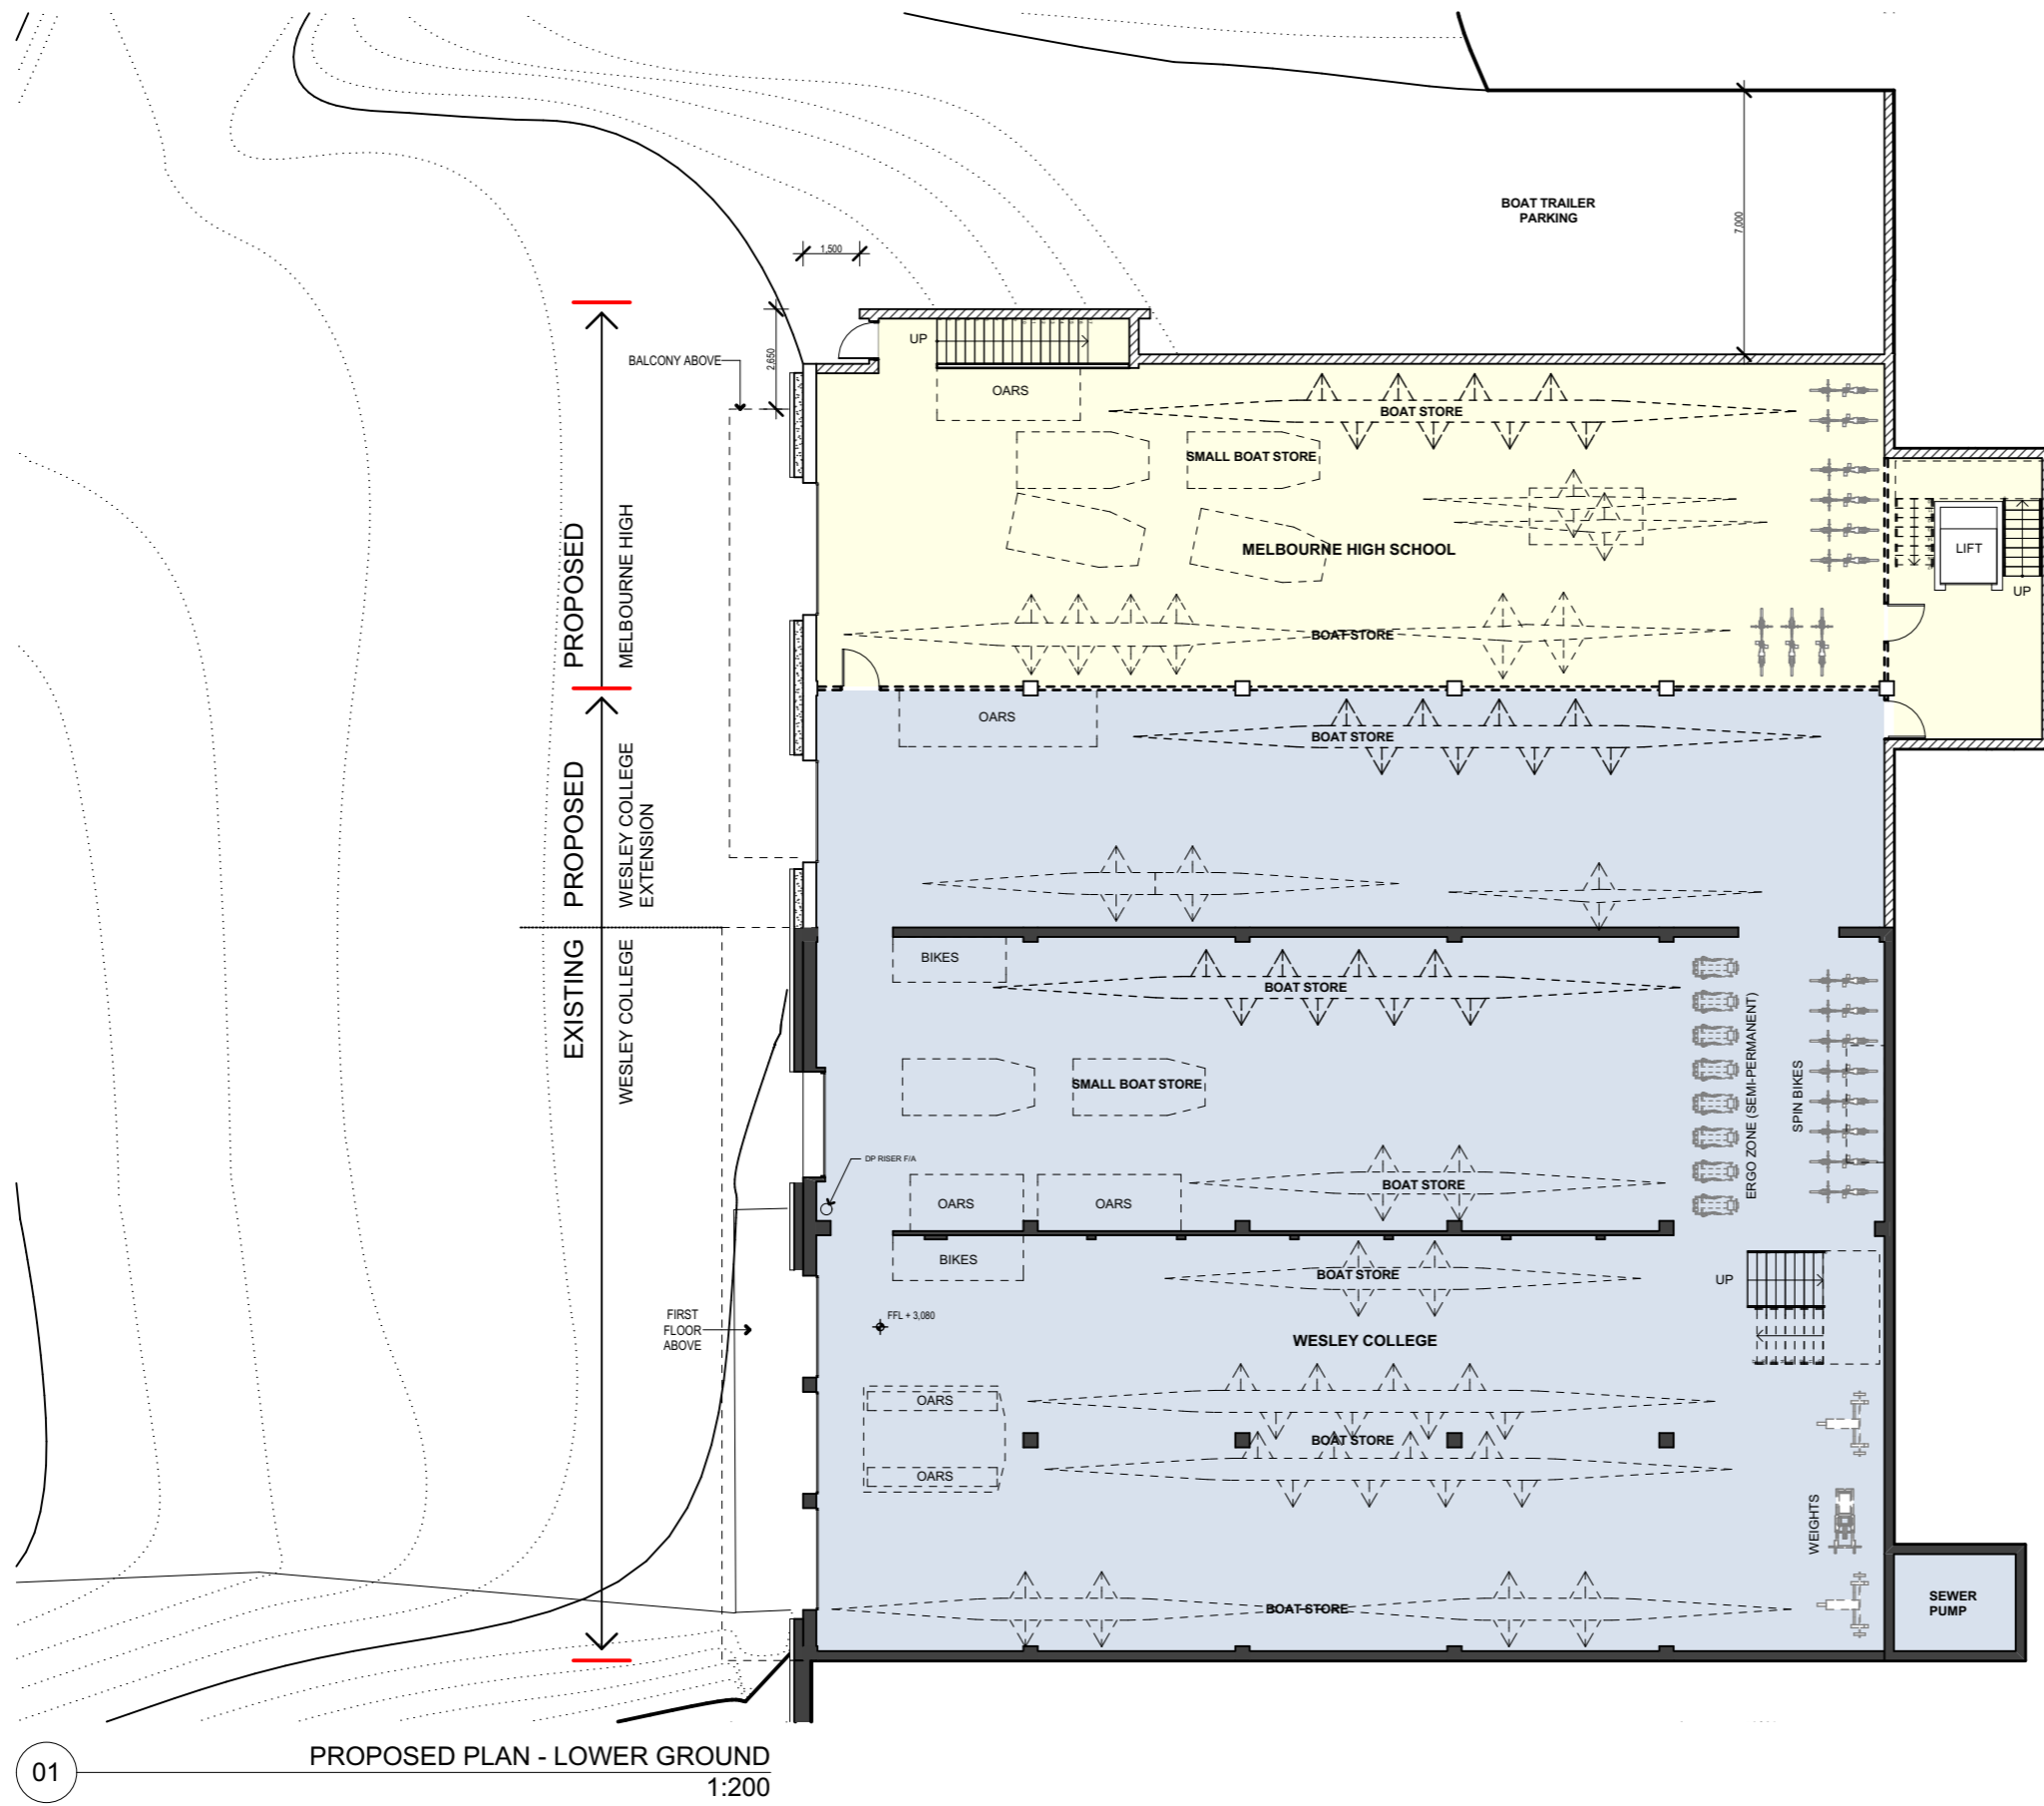 BOAT TRAILER
PARKING
7,000
1,500
2,650
BALCONY ABOVE
UP
OARS
BOAT STORE
SMALL BOAT STORE
MELBOURNE HIGH SCHOOL
LIFT
UP
BOAT STORE
PROPOSED
MELBOURNE HIGH
OARS
BOAT STORE
PROPOSED
WESLEY COLLEGE
EXTENSION
EXISTING
WESLEY COLLEGE
BIKES
BOAT STORE
SMALL BOAT STORE
ERGO ZONE (SEMI-PERMANENT)
SPIN BIKES
DP RISER F/A
OARS
OARS
BOAT STORE
BIKES
BOAT STORE
UP
FIRST
FLOOR
ABOVE
FFL + 3,080
WESLEY COLLEGE
OARS
BOAT STORE
OARS
WEIGHTS
BOAT STORE
SEWER
PUMP
01
PROPOSED PLAN - LOWER GROUND
1:200